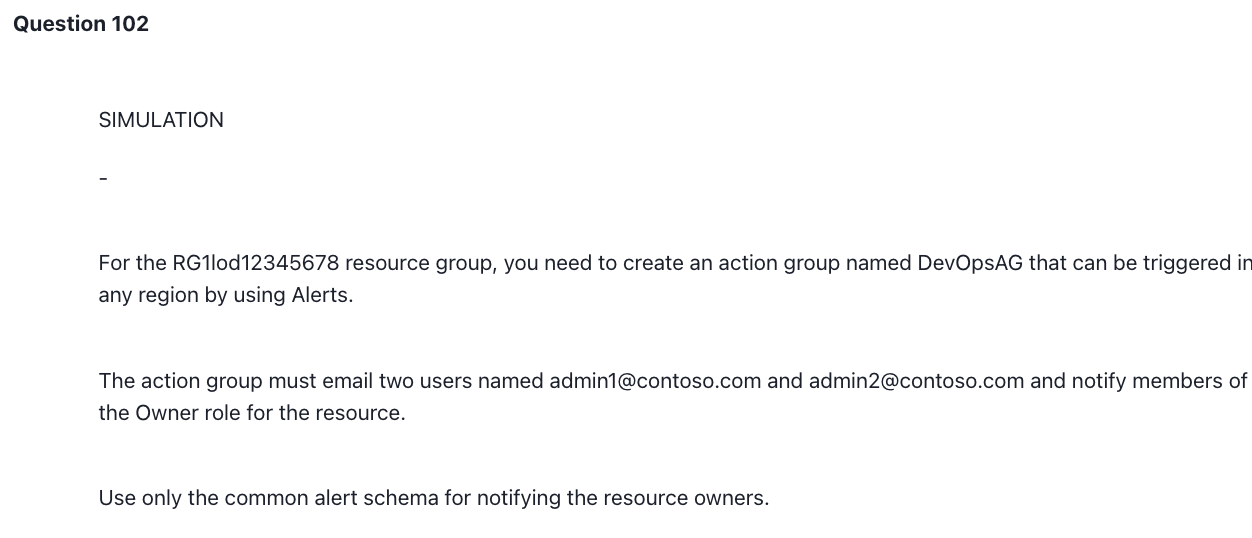 Question 102
SIMULATION
-
For the RG1lod12345678 resource group, you need to create an action group named DevOpsAG that can be triggered in
any region by using Alerts.
The action group must email two users named admin1@contoso.com and admin2@contoso.com and notify members of
the Owner role for the resource.
Use only the common alert schema for notifying the resource owners.